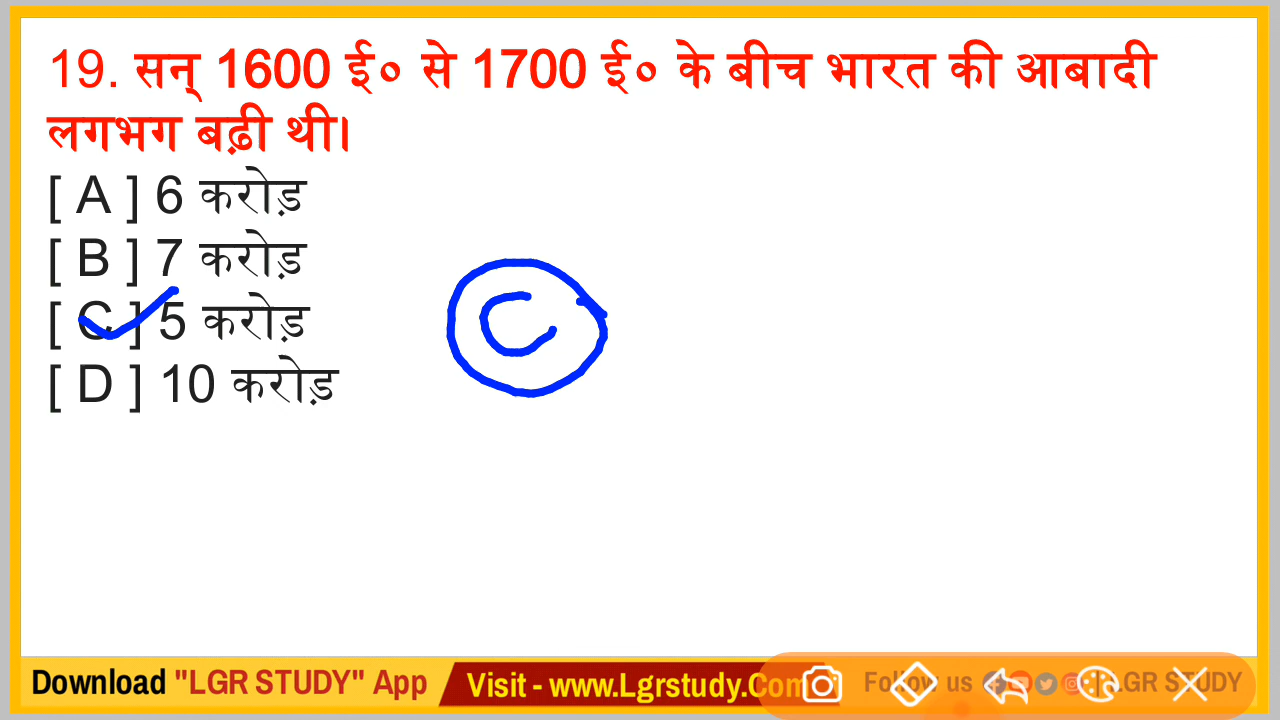 19. सन् 1600 ई० से 1700 ई० के बीच भारत की आबादी
लगभग बढ़ी थी।
[ A ] 6 करोड़
[ B ] 7 करोड़
[ C ] 5 करोड़
[ D ] 10 करोड़
C
Download "LGR STUDY" App Visit - www.Lgrstudy.Com Follow us LGR STUDY